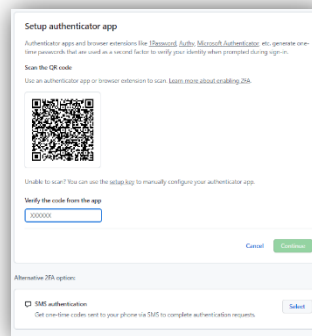 Setup authenticator app
Authenticator apps and browser extensions like 1Password, Authy, Microsoft Authenticator, etc. generate one-
time passwords that are used as a second factor to verify your identity when prompted during sign-in.
Scan the QR code
Use an authenticator app or browser extension to scan. Learn more about enabling 2FA.
Unable to scan? You can use the setup key to manually configure your authenticator app.
Verify the code from the app
XXXXXX
Cancel
Continue
Alternative 2FA option:
SMS authentication
Get one-time codes sent to your phone via SMS to complete authentication requests.
Select